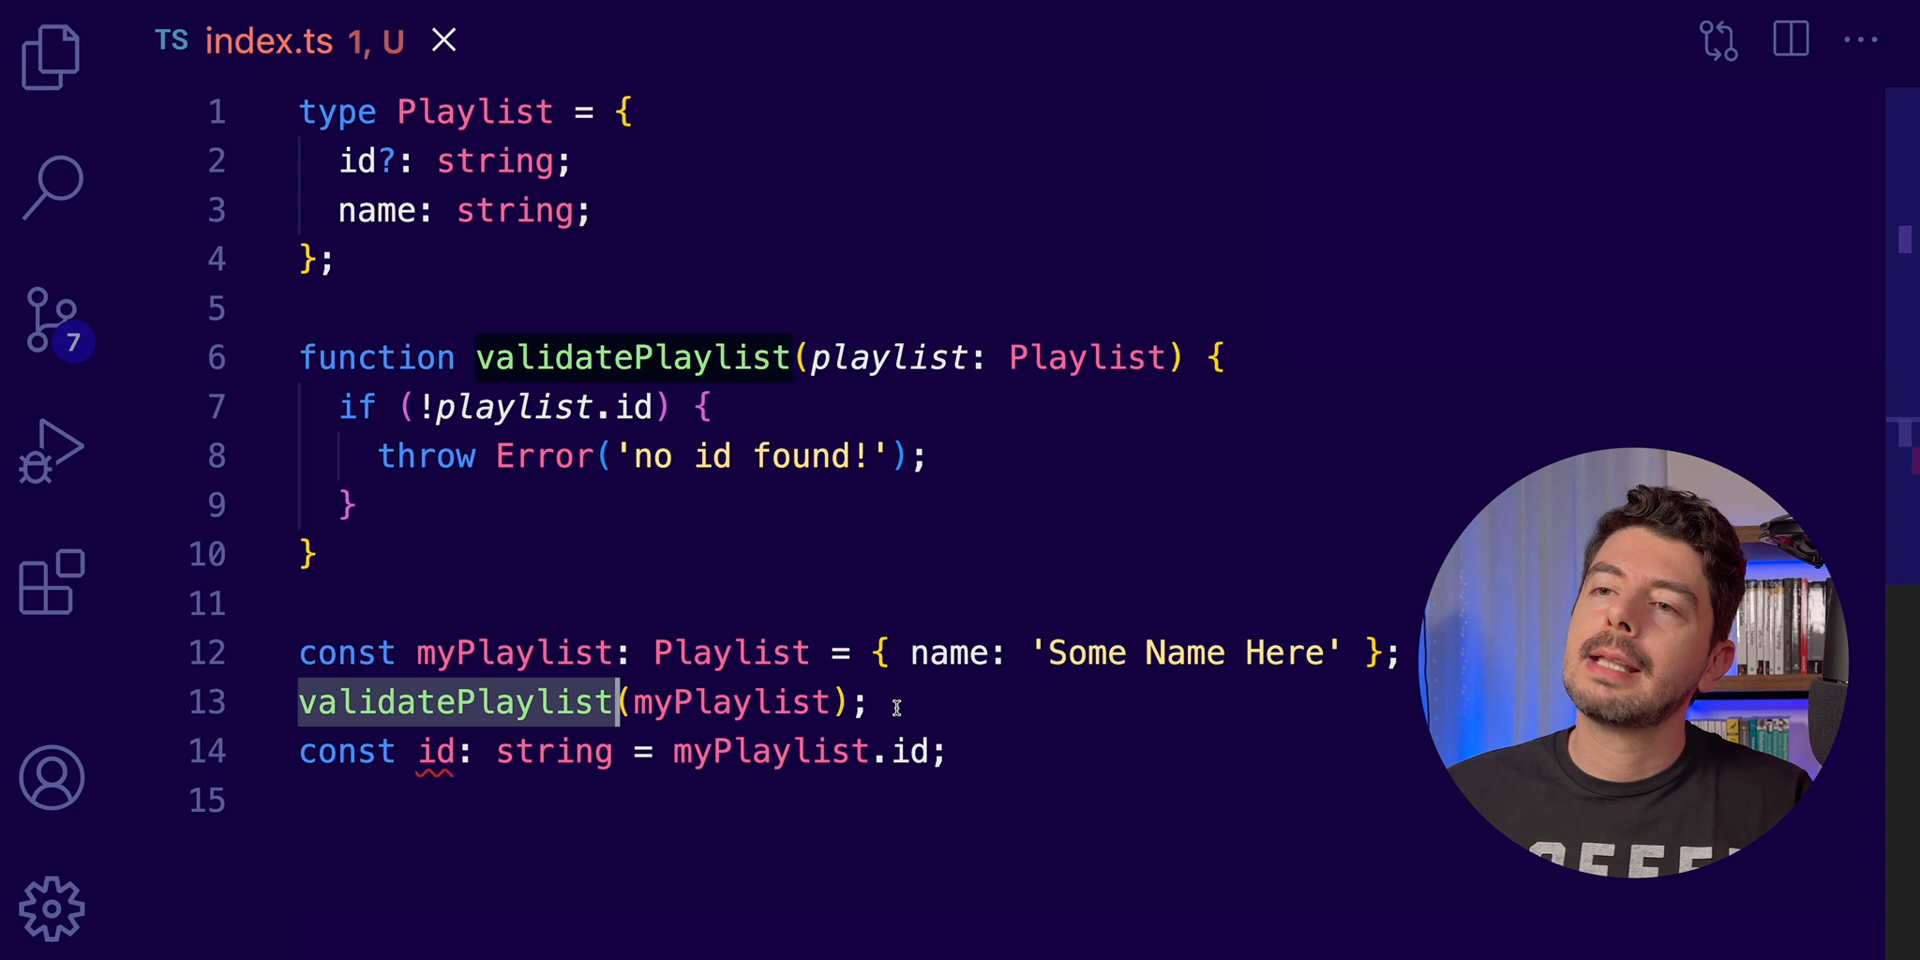 TS index.ts 1, U
1 type Playlist = {
2 id?: string;
3 name: string;
4 };
5
6 function validatePlaylist(playlist: Playlist) {
7 if (!playlist.id) {
8 throw Error('no id found!');
9 }
10 }
11
12 const myPlaylist: Playlist = { name: 'Some Name Here' };
13 validatePlaylist(myPlaylist);
14 const id: string = myPlaylist.id;
15
7